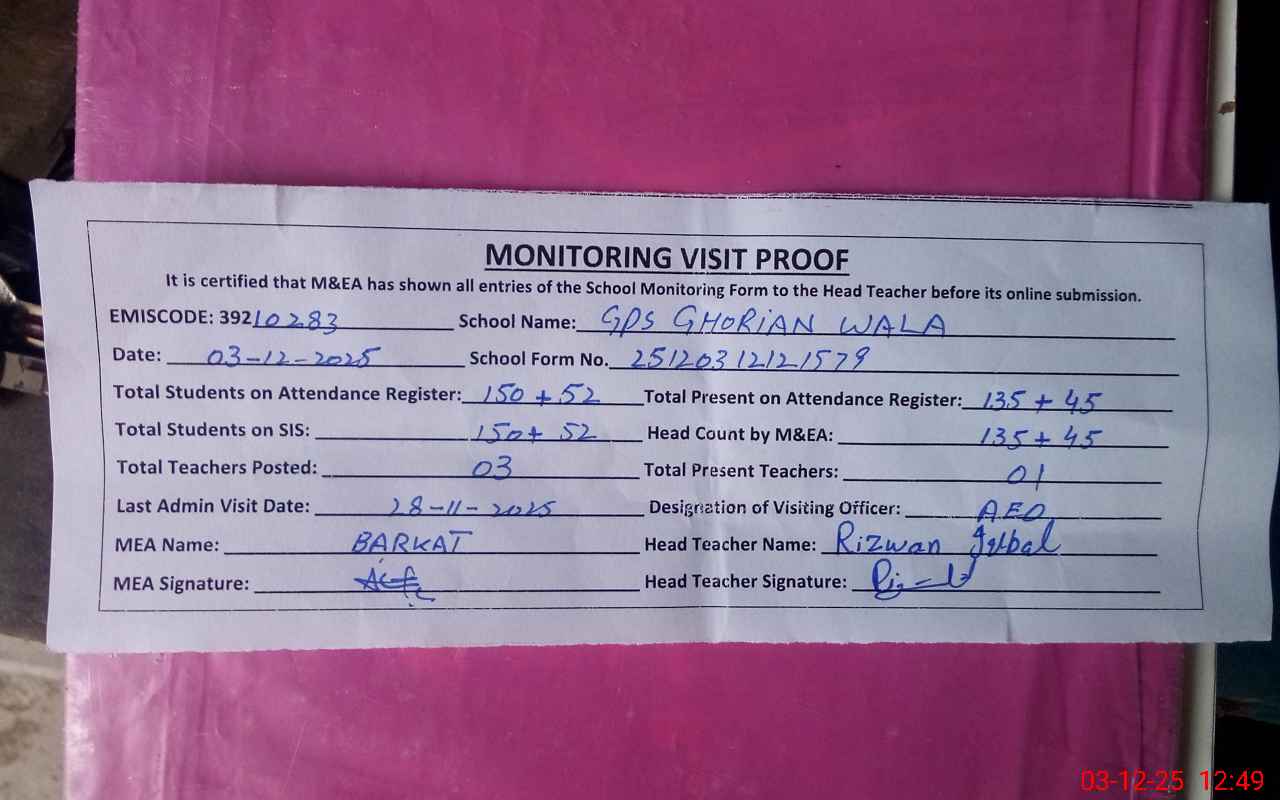 MONITORING VISIT PROOF
It is certified that M&EA has shown all entries of the School Monitoring Form to the Head Teacher before its online submission.
EMISCODE: 39210283 School Name: GPS GHORIAN WALA
Date: 03-12-2025 School Form No. 25120312121579
Total Students on Attendance Register: 150 + 52 Total Present on Attendance Register: 135 + 45
Total Students on SIS: 150 + 52 Head Count by M&EA: 135 + 45
Total Teachers Posted: 03 Total Present Teachers: 01
Last Admin Visit Date: 28-11-2025 Designation of Visiting Officer: AEO
MEA Name: BARKAT Head Teacher Name: Rizwan Iqbal
MEA Signature: Head Teacher Signature:
03-12-25 12:49